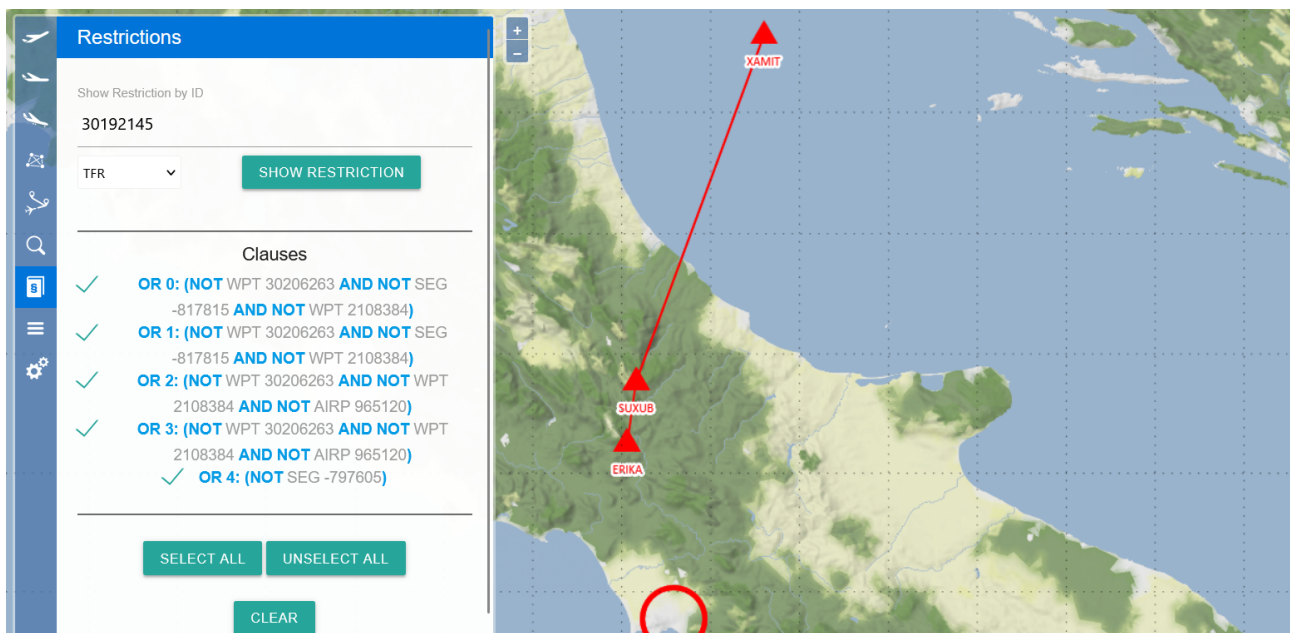 Restrictions
Show Restriction by ID
30192145
TFR
SHOW RESTRICTION
Clauses
OR 0: (NOT WPT 30206263 AND NOT SEG
-817815 AND NOT WPT 2108384)
OR 1: (NOT WPT 30206263 AND NOT SEG
-817815 AND NOT WPT 2108384)
OR 2: (NOT WPT 30206263 AND NOT WPT
2108384 AND NOT AIRP 965120)
OR 3: (NOT WPT 30206263 AND NOT WPT
2108384 AND NOT AIRP 965120)
OR 4: (NOT SEG -797605)
SELECT ALL
UNSELECT ALL
CLEAR
+
−
XAMIT
SUXUB
ERIKA
§